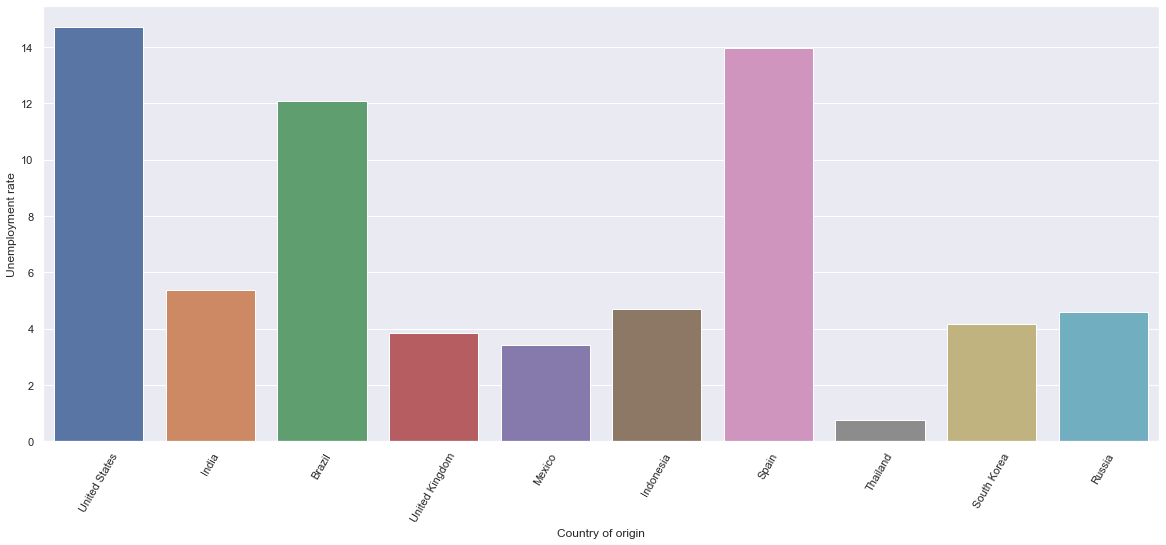 14
12
10
8
6
4
2
0
Unemployment rate
United States
India
Brazil
United Kingdom
Mexico
Indonesia
Spain
Thailand
South Korea
Russia
Country of origin